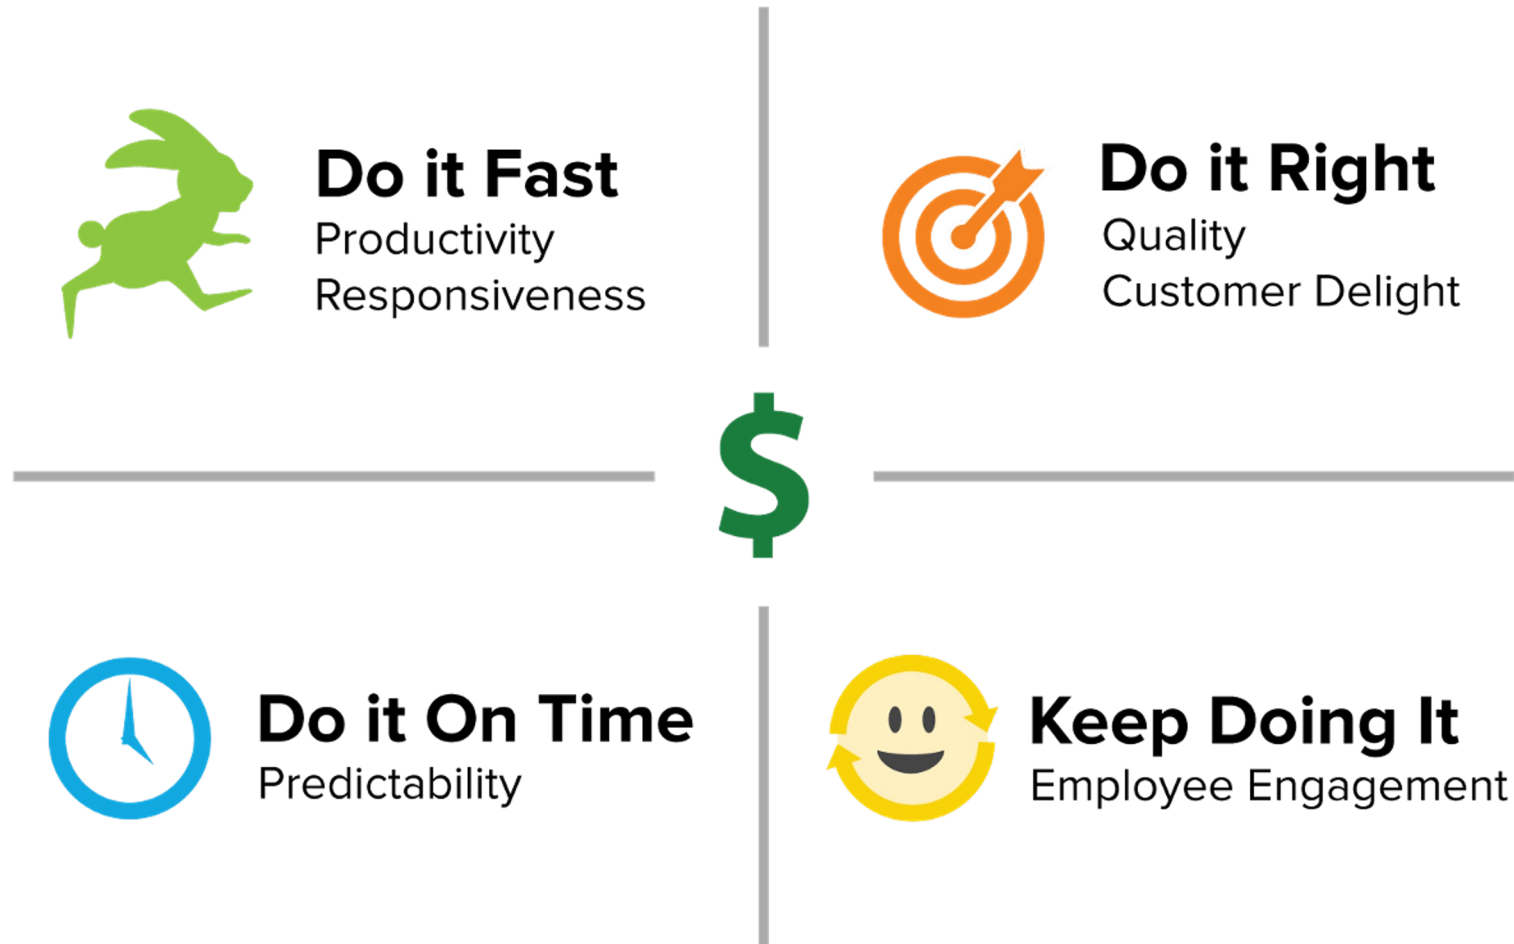 Do it Fast
Productivity
Responsiveness
Do it Right
Quality
Customer Delight
$
Do it On Time
Predictability
Keep Doing It
Employee Engagement